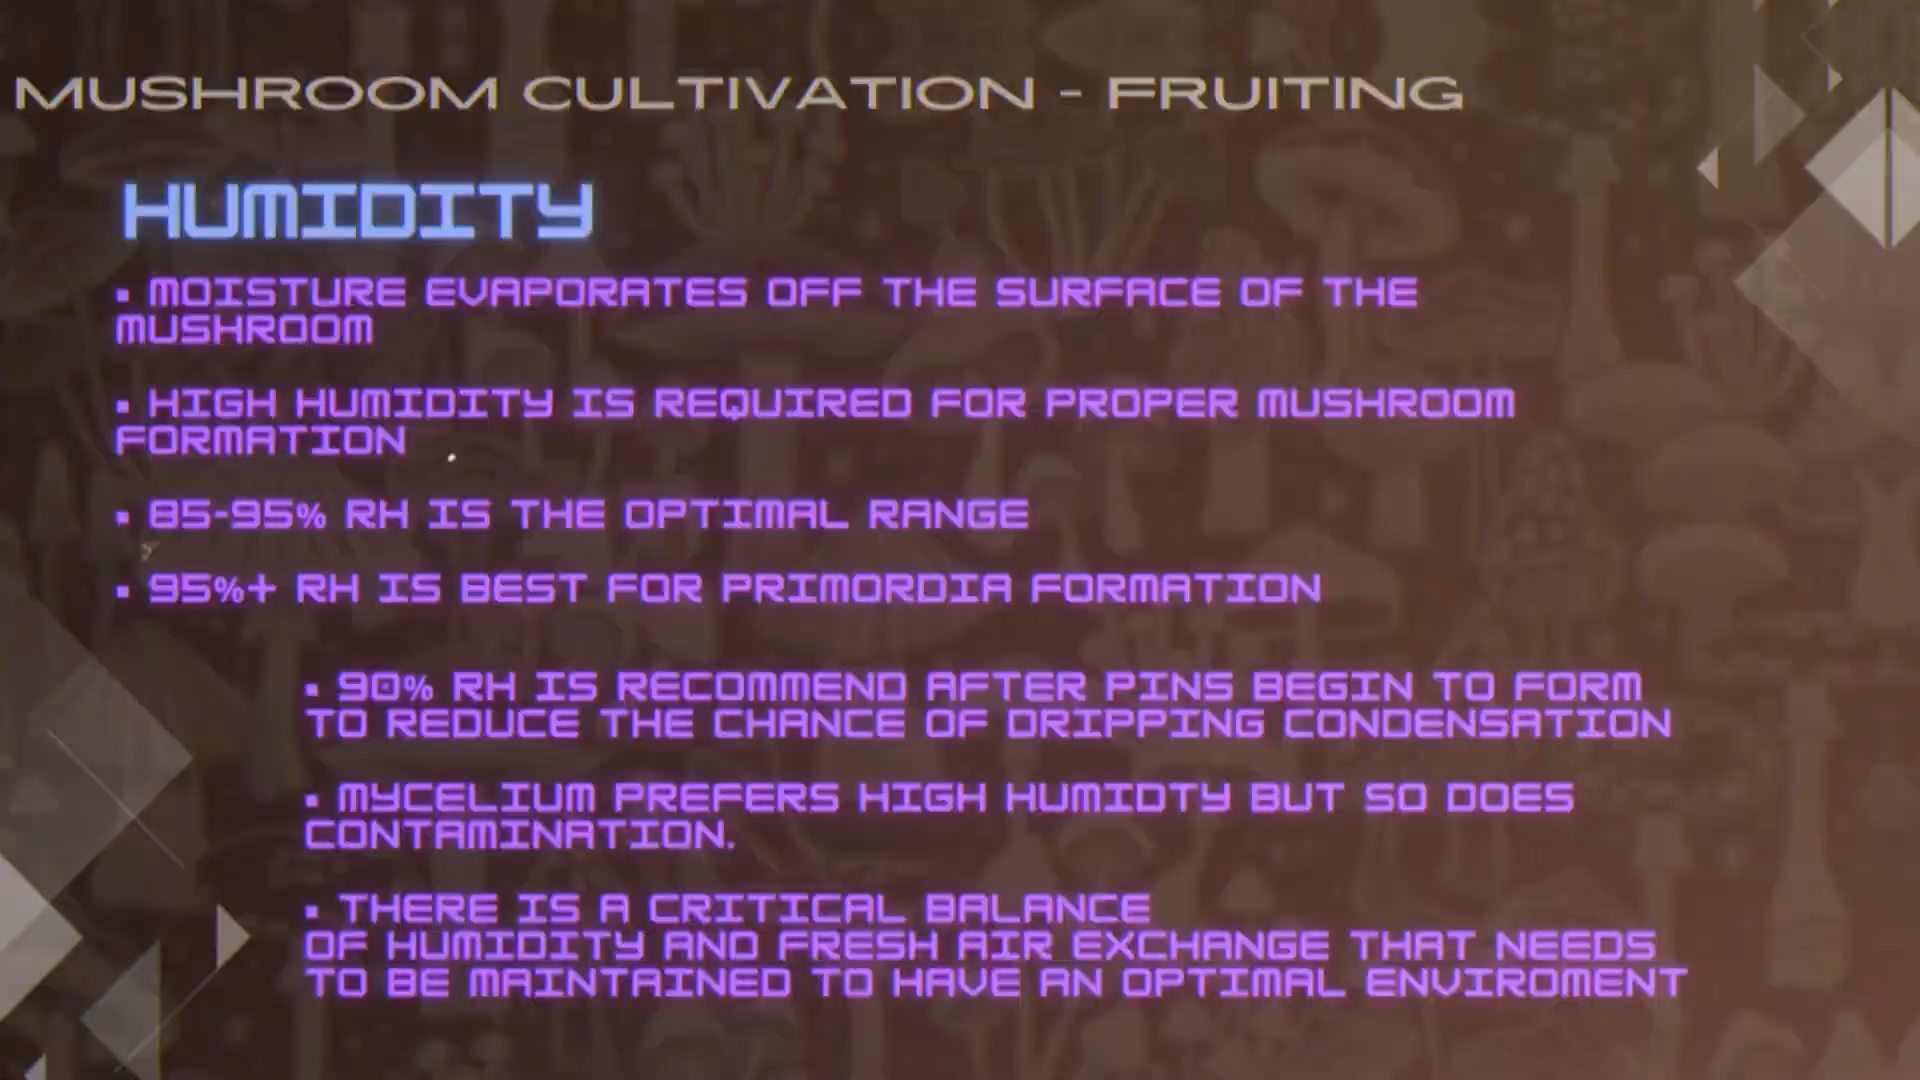 MUSHROOM CULTIVATION - FRUITING
HUMIDITY
▪ MOISTURE EVAPORATES OFF THE SURFACE OF THE
MUSHROOM
▪ HIGH HUMIDITY IS REQUIRED FOR PROPER MUSHROOM
FORMATION
▪ 85-95% RH IS THE OPTIMAL RANGE
▪ 95%+ RH IS BEST FOR PRIMORDIA FORMATION
▪ 90% RH IS RECOMMEND AFTER PINS BEGIN TO FORM
TO REDUCE THE CHANCE OF DRIPPING CONDENSATION
▪ MYCELIUM PREFERS HIGH HUMIDTY BUT SO DOES
CONTAMINATION.
▪ THERE IS A CRITICAL BALANCE
OF HUMIDITY AND FRESH AIR EXCHANGE THAT NEEDS
TO BE MAINTAINED TO HAVE AN OPTIMAL ENVIROMENT